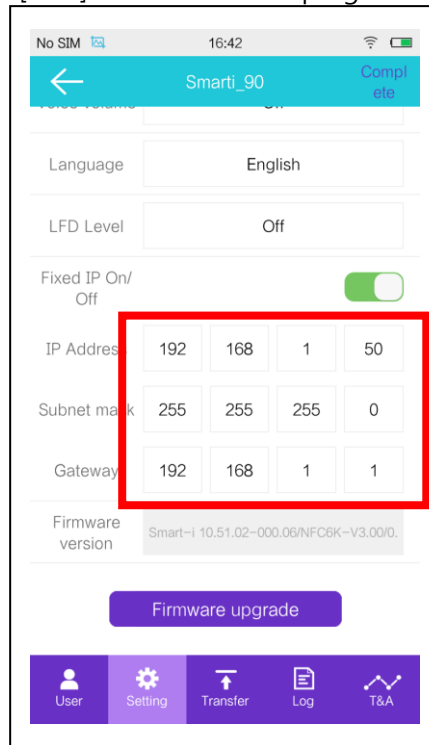 No SIM 16:42
Smarti_90
Compl
ete
Language English
LFD Level Off
Fixed IP On/
Off
IP Address 192 168 1 50
Subnet mask 255 255 255 0
Gateway 192 168 1 1
Firmware
version
Smart-i 10.51.02-000.06/NFC6K-V3.00/0.
Firmware upgrade
User Setting Transfer Log T&A